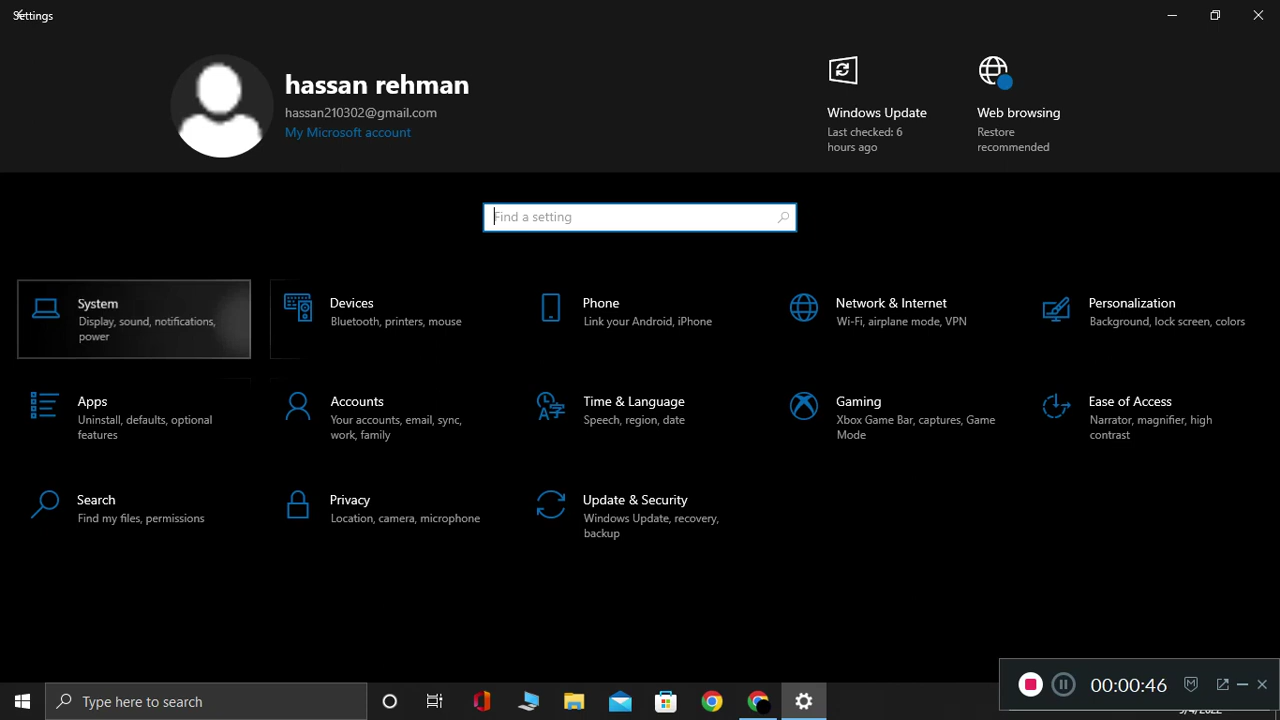 Settings
hassan rehman
hassan210302@gmail.com
My Microsoft account
Windows Update
Last checked: 6
hours ago
Web browsing
Restore
recommended
Find a setting
System
Display, sound, notifications,
power
Devices
Bluetooth, printers, mouse
Phone
Link your Android, iPhone
Network & Internet
Wi-Fi, airplane mode, VPN
Personalization
Background, lock screen, colors
Apps
Uninstall, defaults, optional
features
Accounts
Your accounts, email, sync,
work, family
Time & Language
Speech, region, date
Gaming
Xbox Game Bar, captures, Game
Mode
Ease of Access
Narrator, magnifier, high
contrast
Search
Find my files, permissions
Privacy
Location, camera, microphone
Update & Security
Windows Update, recovery,
backup
00:00:46
Type here to search